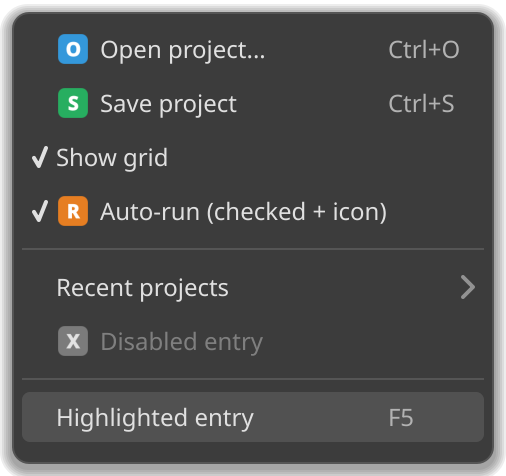 O Open project... Ctrl+O
S Save project Ctrl+S
Show grid
R Auto-run (checked + icon)
Recent projects
X Disabled entry
Highlighted entry F5